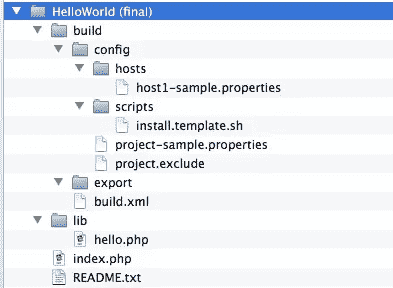 HelloWorld (final)
build
config
hosts
host1-sample.properties
scripts
install.template.sh
project-sample.properties
project.exclude
export
build.xml
lib
hello.php
index.php
README.txt